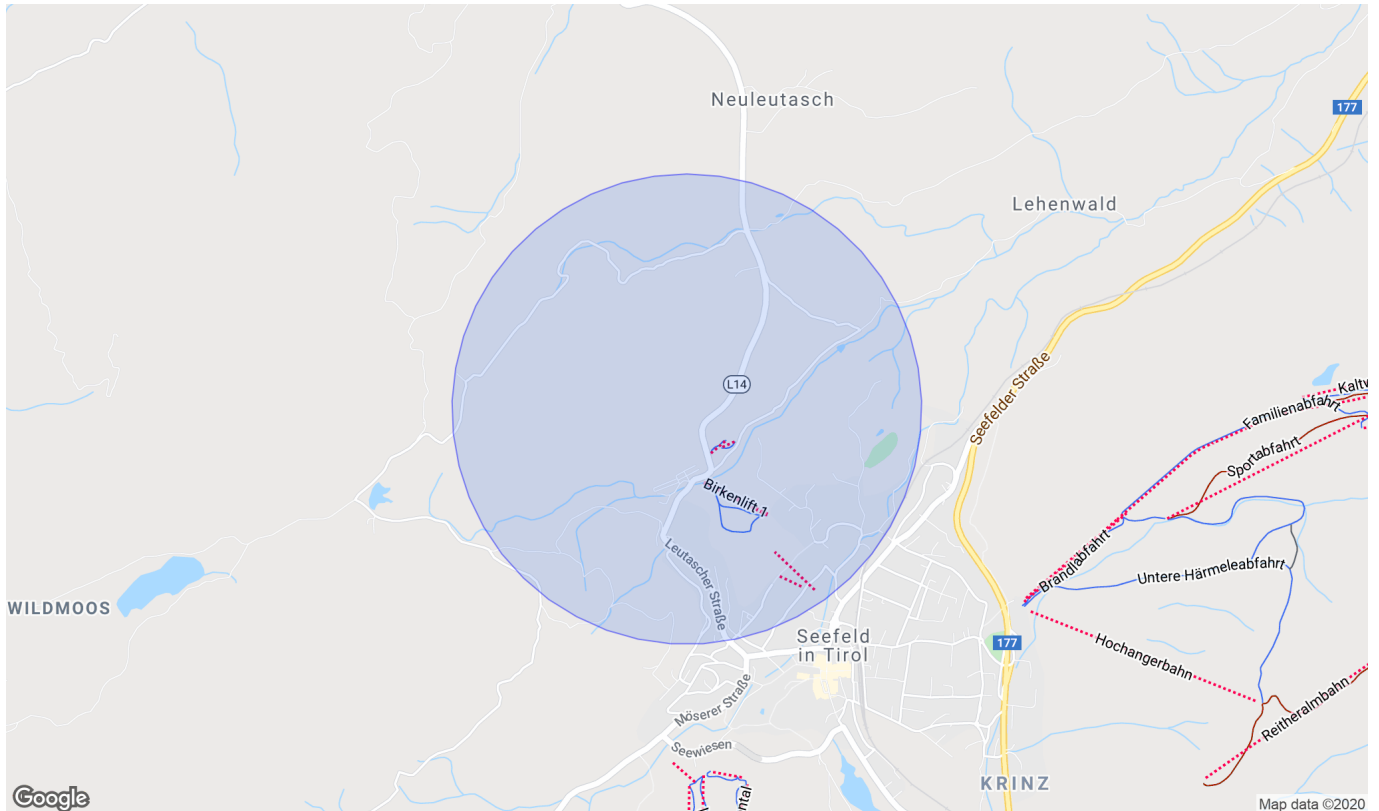 Neuleutasch
177
Lehenwald
L14
Seefelder Straße
Kaltw
Familienabfahrt
Sportabfahrt
Birkenlift 1
Brandlabfahrt
Leutascher Straße
Untere Härmeleabfahrt
WILDMOOS
Seefeld
in Tirol
177
Hochangerbahn
Möserer Straße
Reitheralmbahn
Seewiesen
KRINZ
ntal
Google
Map data ©2020